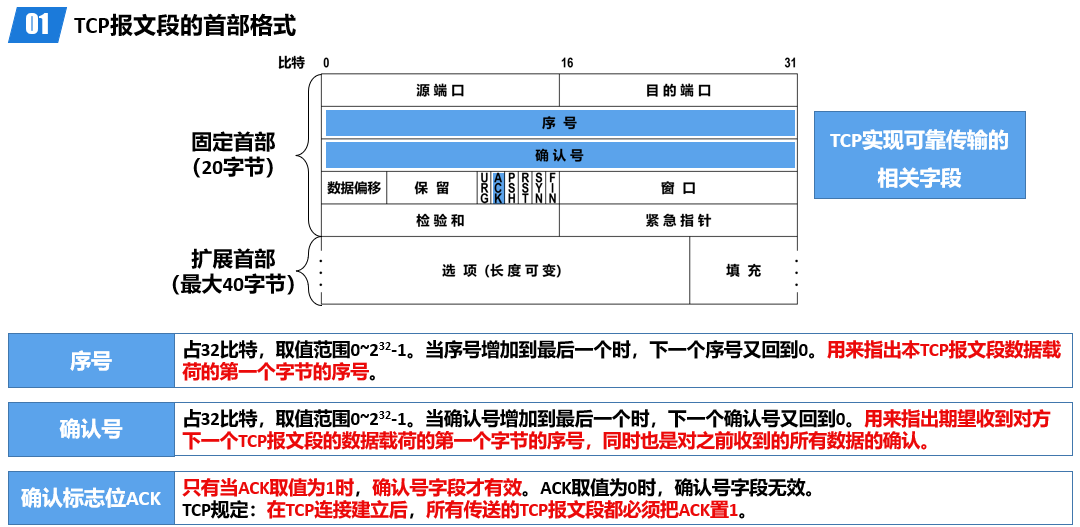 01 TCP报文段的首部格式
比特 0 16 31
源端口 目的端口
序号
确认号
数据偏移 保留 URG ACK PSH RST SYN FIN 窗口
检验和 紧急指针
选项 (长度可变) 填充
固定首部
(20字节)
扩展首部
(最大40字节)
TCP实现可靠传输的
相关字段
序号
占32比特，取值范围0~2³²-1。当序号增加到最后一个时，下一个序号又回到0。用来指出本TCP报文段数据载
荷的第一个字节的序号。
确认号
占32比特，取值范围0~2³²-1。当确认号增加到最后一个时，下一个确认号又回到0。用来指出期望收到对方
下一个TCP报文段的数据载荷的第一个字节的序号，同时也是对之前收到的所有数据的确认。
确认标志位ACK
只有当ACK取值为1时，确认号字段才有效。ACK取值为0时，确认号字段无效。
TCP规定：在TCP连接建立后，所有传送的TCP报文段都必须把ACK置1。